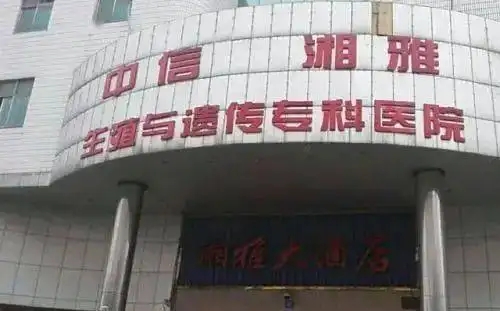 中信 湘雅
生殖与遗传专科医院
湘雅大酒店